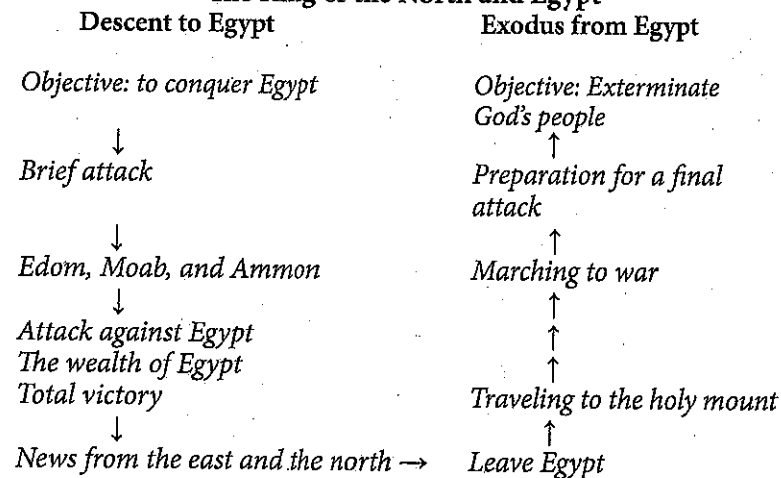 Descent to Egypt
Objective: to conquer Egypt
↓
Brief attack
↓
Edom, Moab, and Ammon
↓
Attack against Egypt
The wealth of Egypt
Total victory
↓
News from the east and the north →
Exodus from Egypt
Objective: Exterminate
God's people
↑
Preparation for a final
attack
↑
Marching to war
↑
↑
↑
Traveling to the holy mount
↑
Leave Egypt